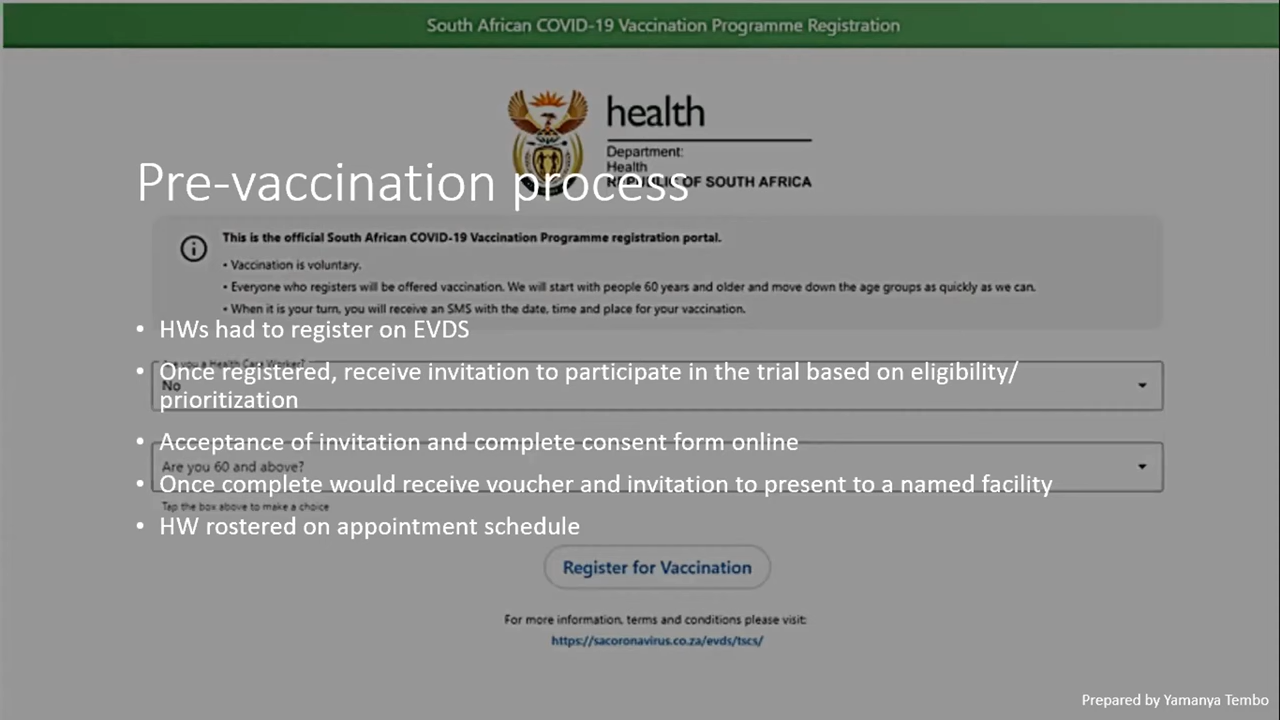 South African COVID-19 Vaccination Programme Registration
health
Department:
Health
REPUBLIC OF SOUTH AFRICA
Pre-vaccination process
This is the official South African COVID-19 Vaccination Programme registration portal.
• Vaccination is voluntary.
• Everyone who registers will be offered vaccination. We will start with people 60 years and older and move down the age groups as quickly as we can.
• When it is your turn, you will receive an SMS with the date, time and place for your vaccination.
• HWs had to register on EVDS
Are you a Health Care Worker?
No
• Once registered, receive invitation to participate in the trial based on eligibility/
prioritization
• Acceptance of invitation and complete consent form online
Are you 60 and above?
• Once complete would receive voucher and invitation to present to a named facility
Tap the box above to make a choice
• HW rostered on appointment schedule
Register for Vaccination
For more information, terms and conditions please visit:
https://sacoronavirus.co.za/evds/tscs/
Prepared by Yamanya Tembo